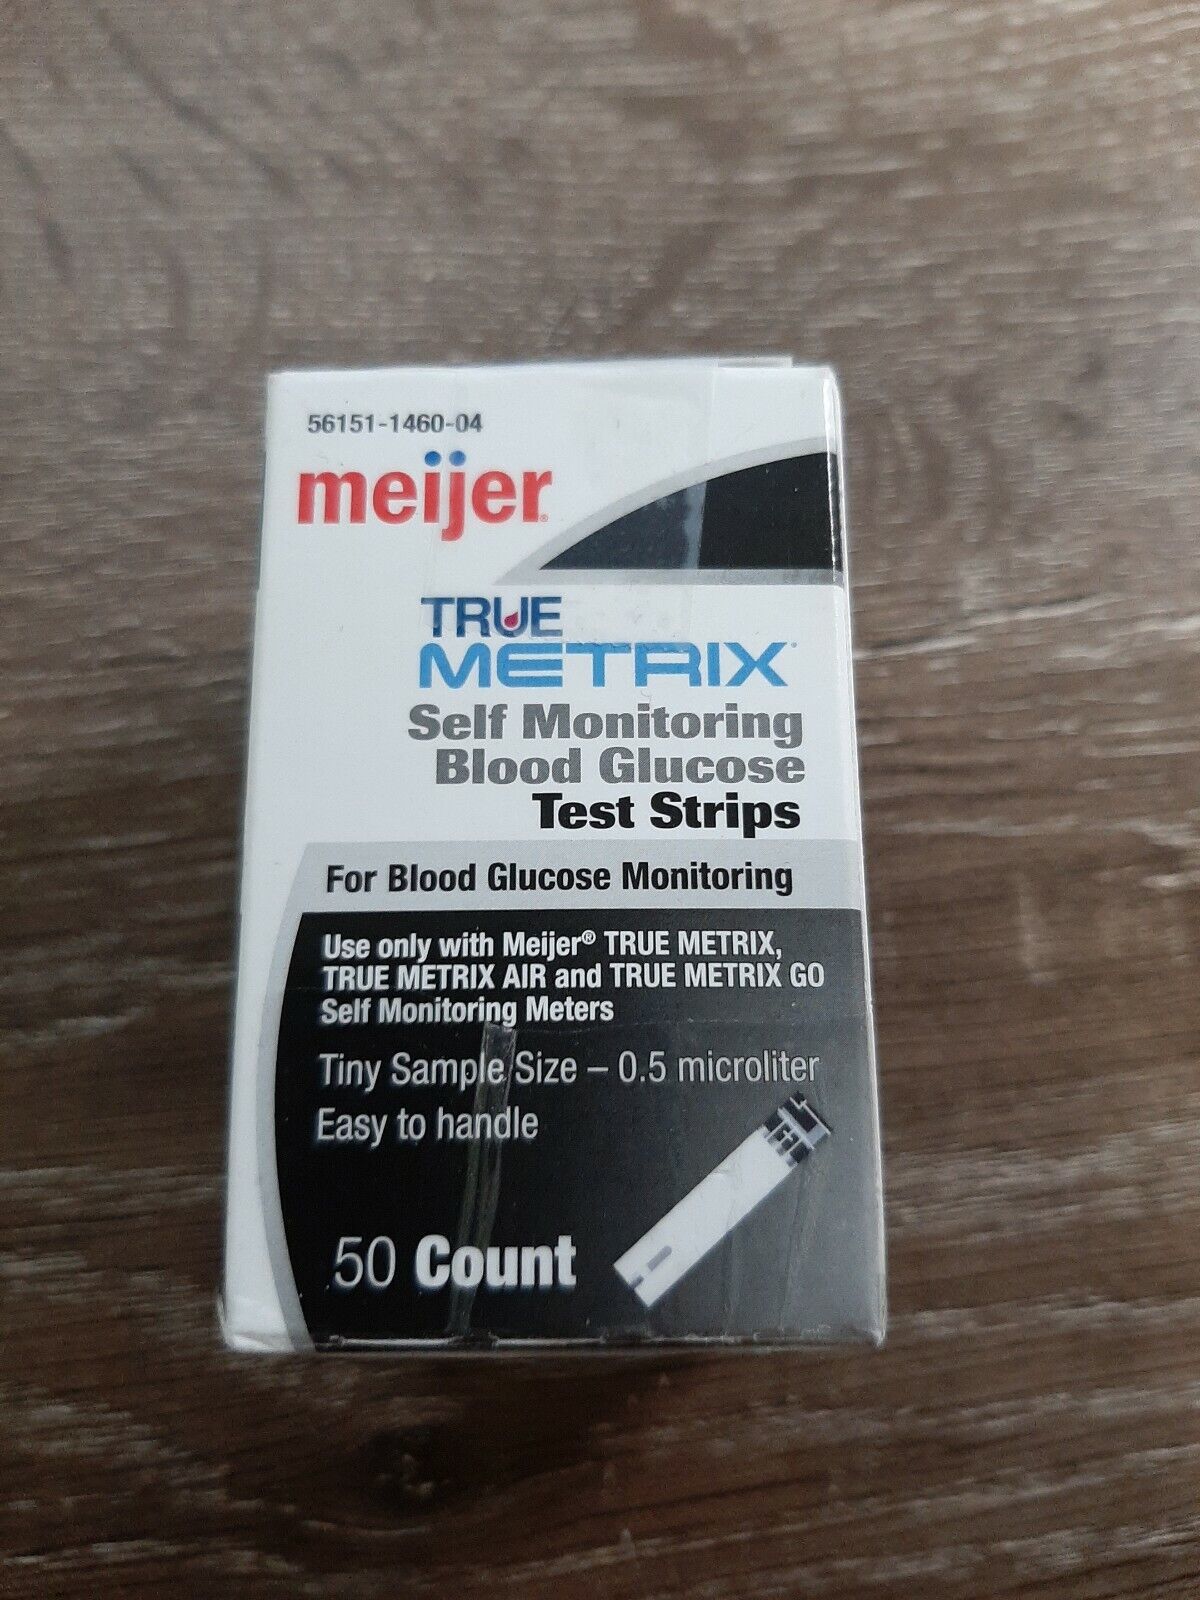 56151-1460-04
meijer
TRUE
METRIX
Self Monitoring
Blood Glucose
Test Strips
For Blood Glucose Monitoring
Use only with Meijer® TRUE METRIX,
TRUE METRIX AIR and TRUE METRIX GO
Self Monitoring Meters
Tiny Sample Size – 0.5 microliter
Easy to handle
50 Count